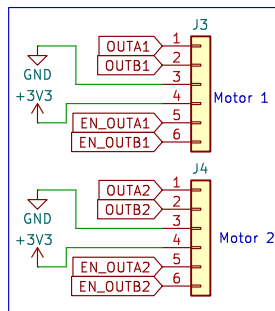 J3
OUTA1 1
OUTB1 2
GND 3
+3V3 4
Motor 1
EN_OUTA1 5
EN_OUTB1 6
J4
OUTA2 1
OUTB2 2
GND 3
+3V3 4
Motor 2
EN_OUTA2 5
EN_OUTB2 6